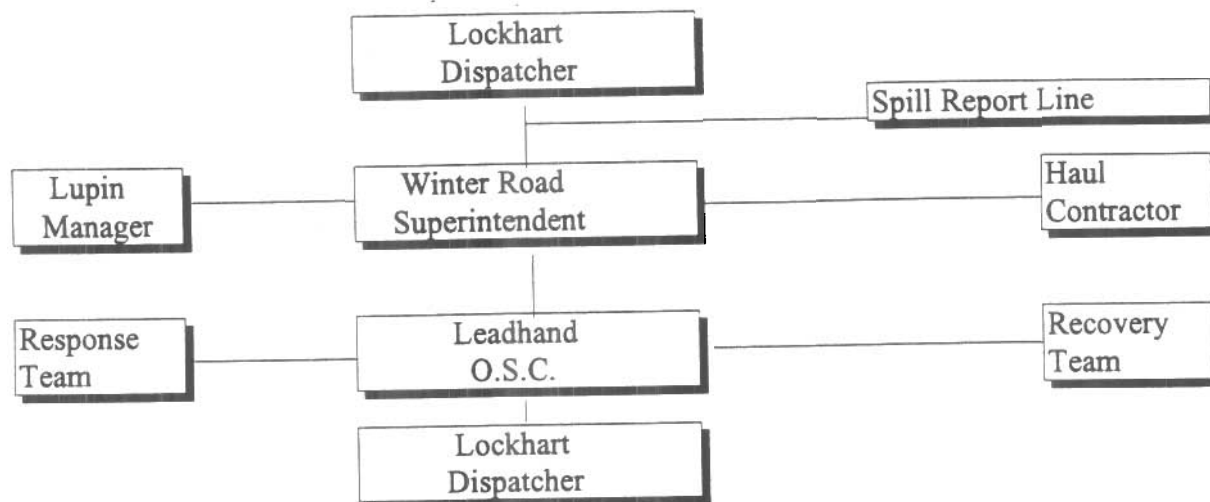 Lockhart
Dispatcher
Spill Report Line
Lupin
Manager
Winter Road
Superintendent
Haul
Contractor
Response
Team
Leadhand
O.S.C.
Recovery
Team
Lockhart
Dispatcher